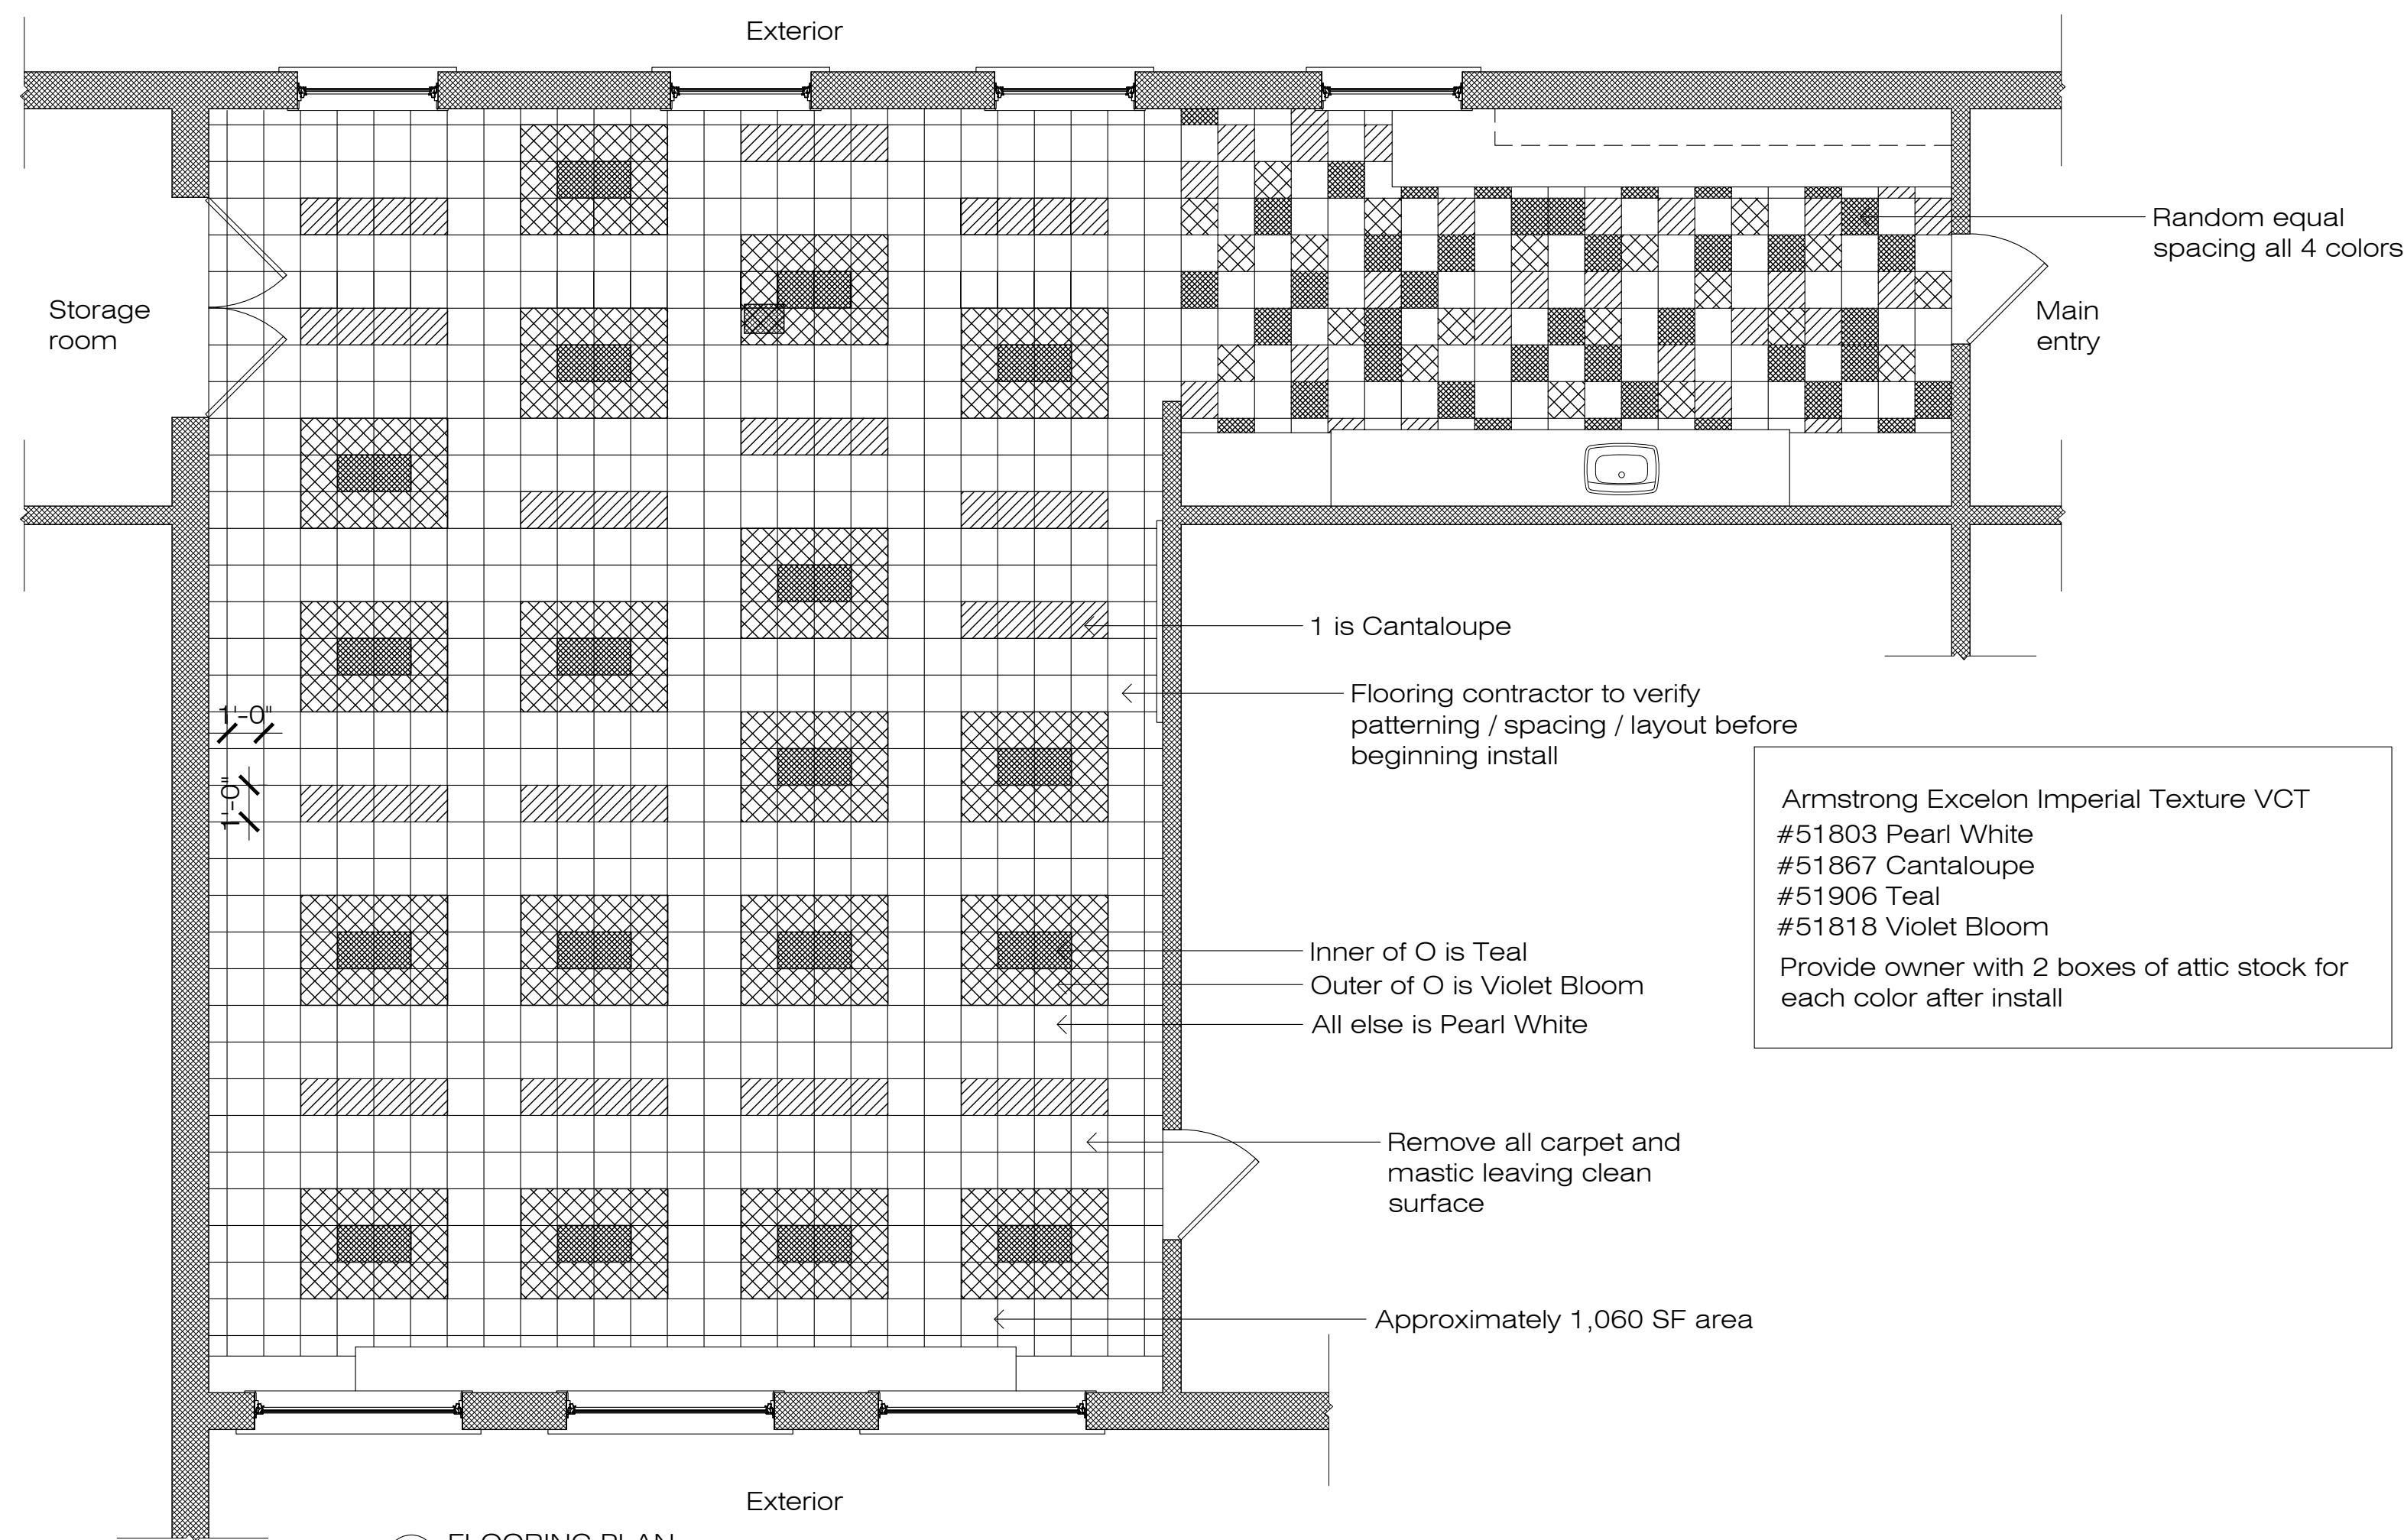 Exterior
Random equal
spacing all 4 colors
Storage
room
Main
entry
1 is Cantaloupe
Flooring contractor to verify
patterning / spacing / layout before
beginning install
1'-0"
1'-0"
Armstrong Excelon Imperial Texture VCT
#51803 Pearl White
#51867 Cantaloupe
#51906 Teal
#51818 Violet Bloom
Provide owner with 2 boxes of attic stock for
each color after install
Inner of O is Teal
Outer of O is Violet Bloom
All else is Pearl White
Remove all carpet and
mastic leaving clean
surface
Approximately 1,060 SF area
Exterior
FLOORING PLAN